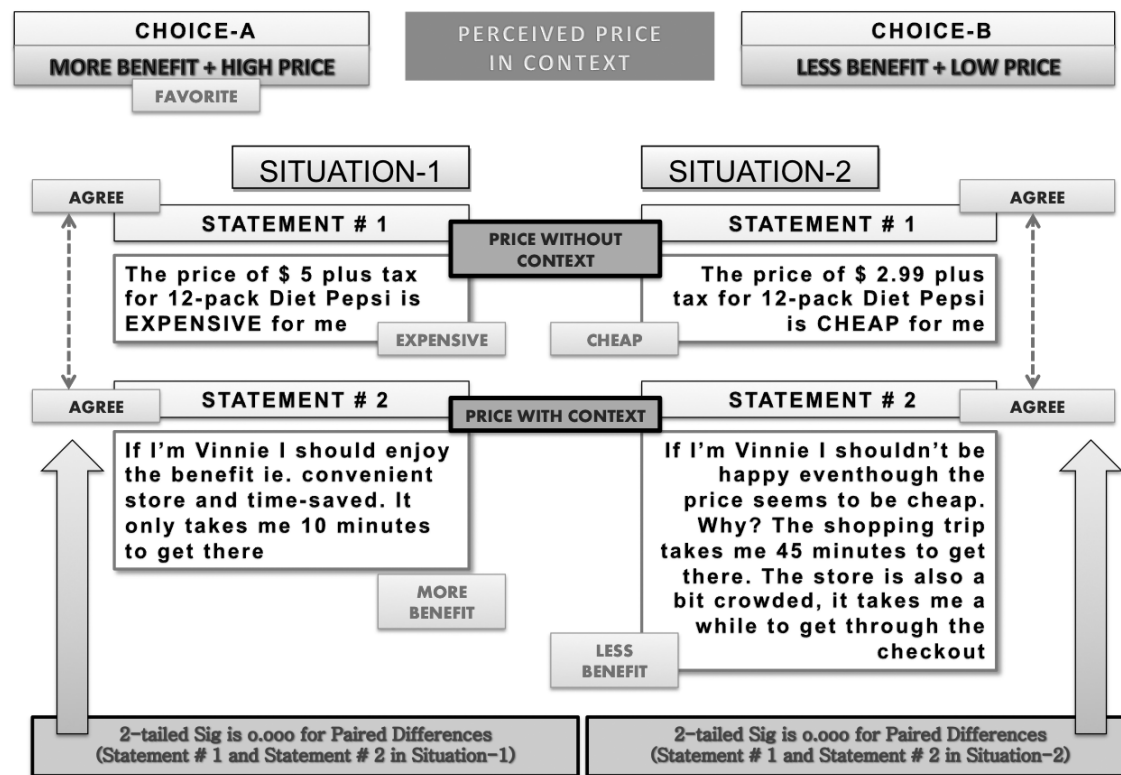 CHOICE-A
MORE BENEFIT + HIGH PRICE
FAVORITE
PERCEIVED PRICE
IN CONTEXT
CHOICE-B
LESS BENEFIT + LOW PRICE
SITUATION-1
SITUATION-2
AGREE
STATEMENT # 1
PRICE WITHOUT
CONTEXT
STATEMENT # 1
AGREE
The price of $ 5 plus tax
for 12-pack Diet Pepsi is
EXPENSIVE for me
EXPENSIVE
The price of $ 2.99 plus
tax for 12-pack Diet Pepsi
is CHEAP for me
CHEAP
AGREE
STATEMENT # 2
PRICE WITH CONTEXT
STATEMENT # 2
AGREE
If I'm Vinnie I should enjoy
the benefit ie. convenient
store and time-saved. It
only takes me 10 minutes
to get there
MORE
BENEFIT
If I'm Vinnie I shouldn't be
happy eventhough the
price seems to be cheap.
Why? The shopping trip
takes me 45 minutes to get
there. The store is also a
bit crowded, it takes me a
while to get through the
checkout
LESS
BENEFIT
2-tailed Sig is 0.000 for Paired Differences
(Statement # 1 and Statement # 2 in Situation-1)
2-tailed Sig is 0.000 for Paired Differences
(Statement # 1 and Statement # 2 in Situation-2)